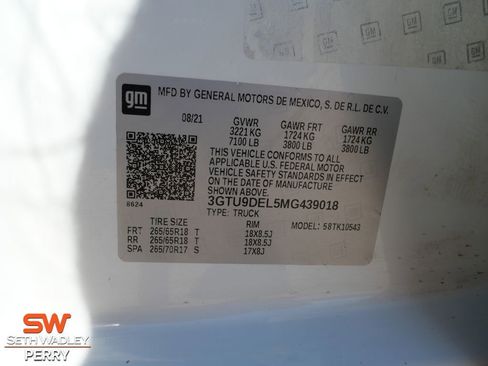 gm
MFD BY GENERAL MOTORS DE MEXICO, S. DE R.L. DE C.V.
08/21 GVWR GAWR FRT GAWR RR
3221 KG 1724 KG 1724 KG
7100 LB 3800 LB 3800 LB
THIS VEHICLE CONFORMS TO ALL
APPLICABLE U.S. FEDERAL MOTOR
VEHICLE SAFETY STANDARDS IN EFFECT
ON THE DATE OF MANUFACTURE SHOWN ABOVE.
3GTU9DEL5MG439018
8624 TYPE: TRUCK
TIRE SIZE RIM MODEL: 58TK10543
FRT 265/65R18 T 18X8.5J
RR 265/65R18 T 18X8.5J
SPA 265/70R17 S 17X8J
SW
SETH WADLEY
PERRY